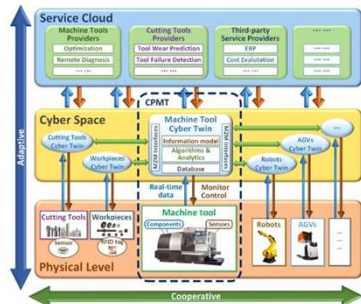 Service Cloud
Machine Tools
Providers
Optimization
Remote Diagnosis
... ...
Cutting Tools
Providers
Tool Wear Prediction
Tool Failure Detection
... ...
Third-party
Service Providers
ERP
Cost Evalutation
... ...
... ...
... ...
... ...
... ...
CPMT
Cyber Space
Cutting Tools
Cyber Twin
Workpieces
Cyber Twin
M2M Interfaces
Machine Tool
Cyber Twin
Information model
Algorithms &
Analytics
Database
M2M Interfaces
Robots
Cyber Twin
AGVs
Cyber Twin
...
Real-time
data
Monitor
Control
Cutting Tools
Sensor
Workpieces
RFID tag
Machine tool
Components
Sensors
Robots
AGVs
...
...
...
Physical Level
Adaptive
Cooperative